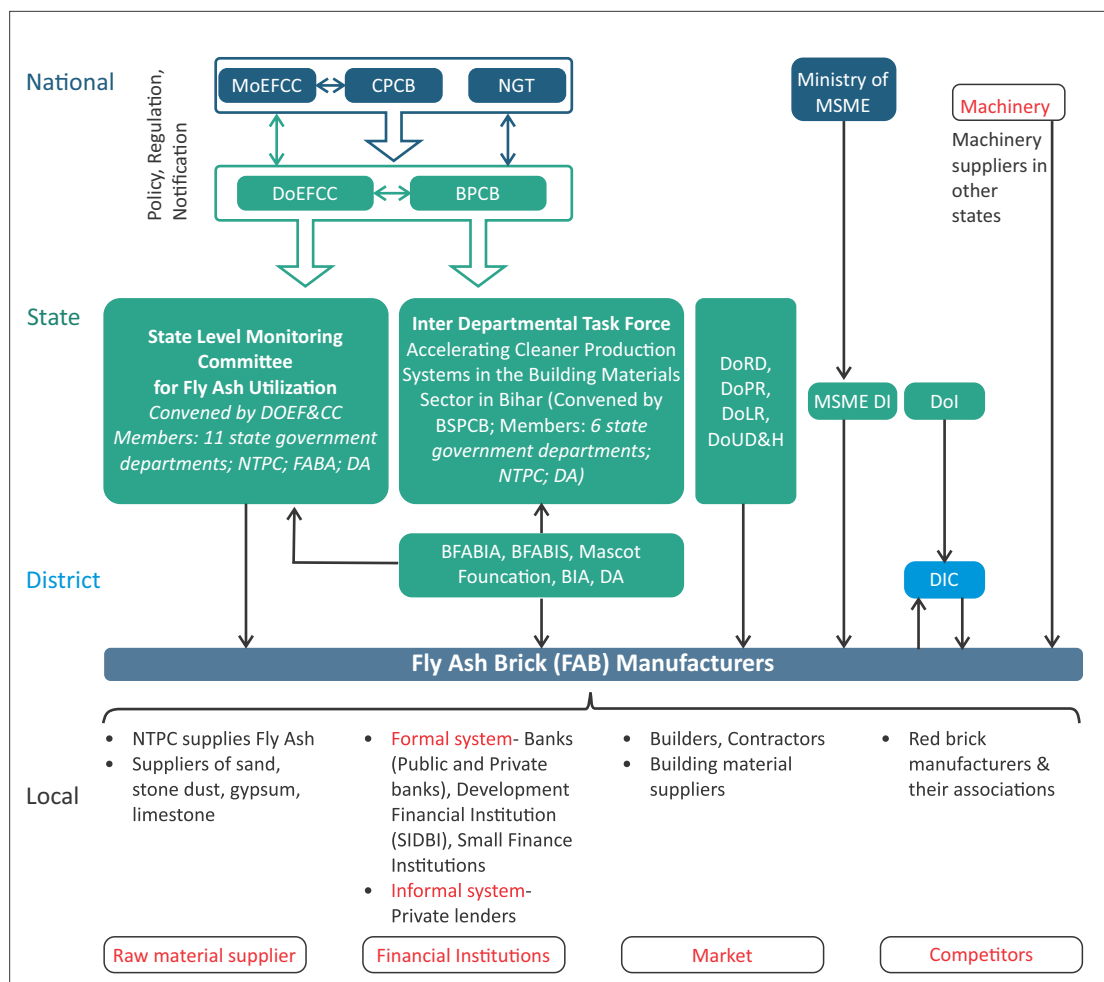 National
Policy, Regulation,
Notification
MoEFCC
CPCB
NGT
Ministry of
MSME
Machinery
Machinery
suppliers in
other
states
DoEFCC
BPCB
State
State Level Monitoring
Committee
for Fly Ash Utilization
Convened by DOEF&CC
Members: 11 state government
departments; NTPC; FABA; DA
Inter Departmental Task Force
Accelerating Cleaner Production
Systems in the Building Materials
Sector in Bihar (Convened by
BSPCB; Members: 6 state
government departments;
NTPC; DA)
DoRD,
DoPR,
DoLR,
DoUD&H
MSME DI
DoI
District
BFABIA, BFABIS, Mascot
Founcation, BIA, DA
DIC
Fly Ash Brick (FAB) Manufacturers
Local
• NTPC supplies Fly Ash
• Suppliers of sand,
stone dust, gypsum,
limestone
• Formal system- Banks
(Public and Private
banks), Development
Financial Institution
(SIDBI), Small Finance
Institutions
• Informal system-
Private lenders
• Builders, Contractors
• Building material
suppliers
• Red brick
manufacturers &
their associations
Raw material supplier
Financial Institutions
Market
Competitors